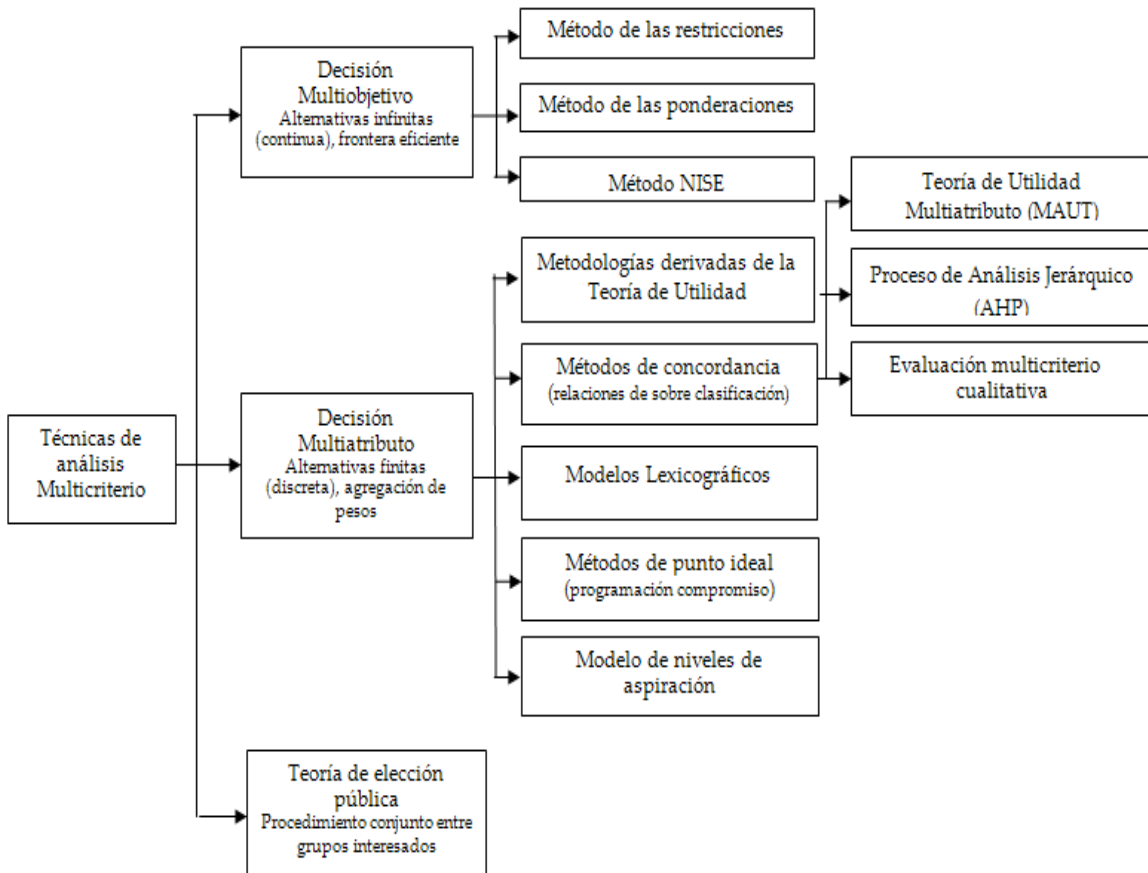 Técnicas de
análisis
Multicriterio
Decisión
Multiobjetivo
Alternativas infinitas
(continua), frontera eficiente
Método de las restricciones
Método de las ponderaciones
Método NISE
Decisión
Multiatributo
Alternativas finitas
(discreta), agregación de
pesos
Metodologías derivadas de la
Teoría de Utilidad
Teoría de Utilidad
Multiatributo (MAUT)
Proceso de Análisis Jerárquico
(AHP)
Evaluación multicriterio
cualitativa
Métodos de concordancia
(relaciones de sobre clasificación)
Modelos Lexicográficos
Métodos de punto ideal
(programación compromiso)
Modelo de niveles de
aspiración
Teoría de elección
pública
Procedimiento conjunto entre
grupos interesados